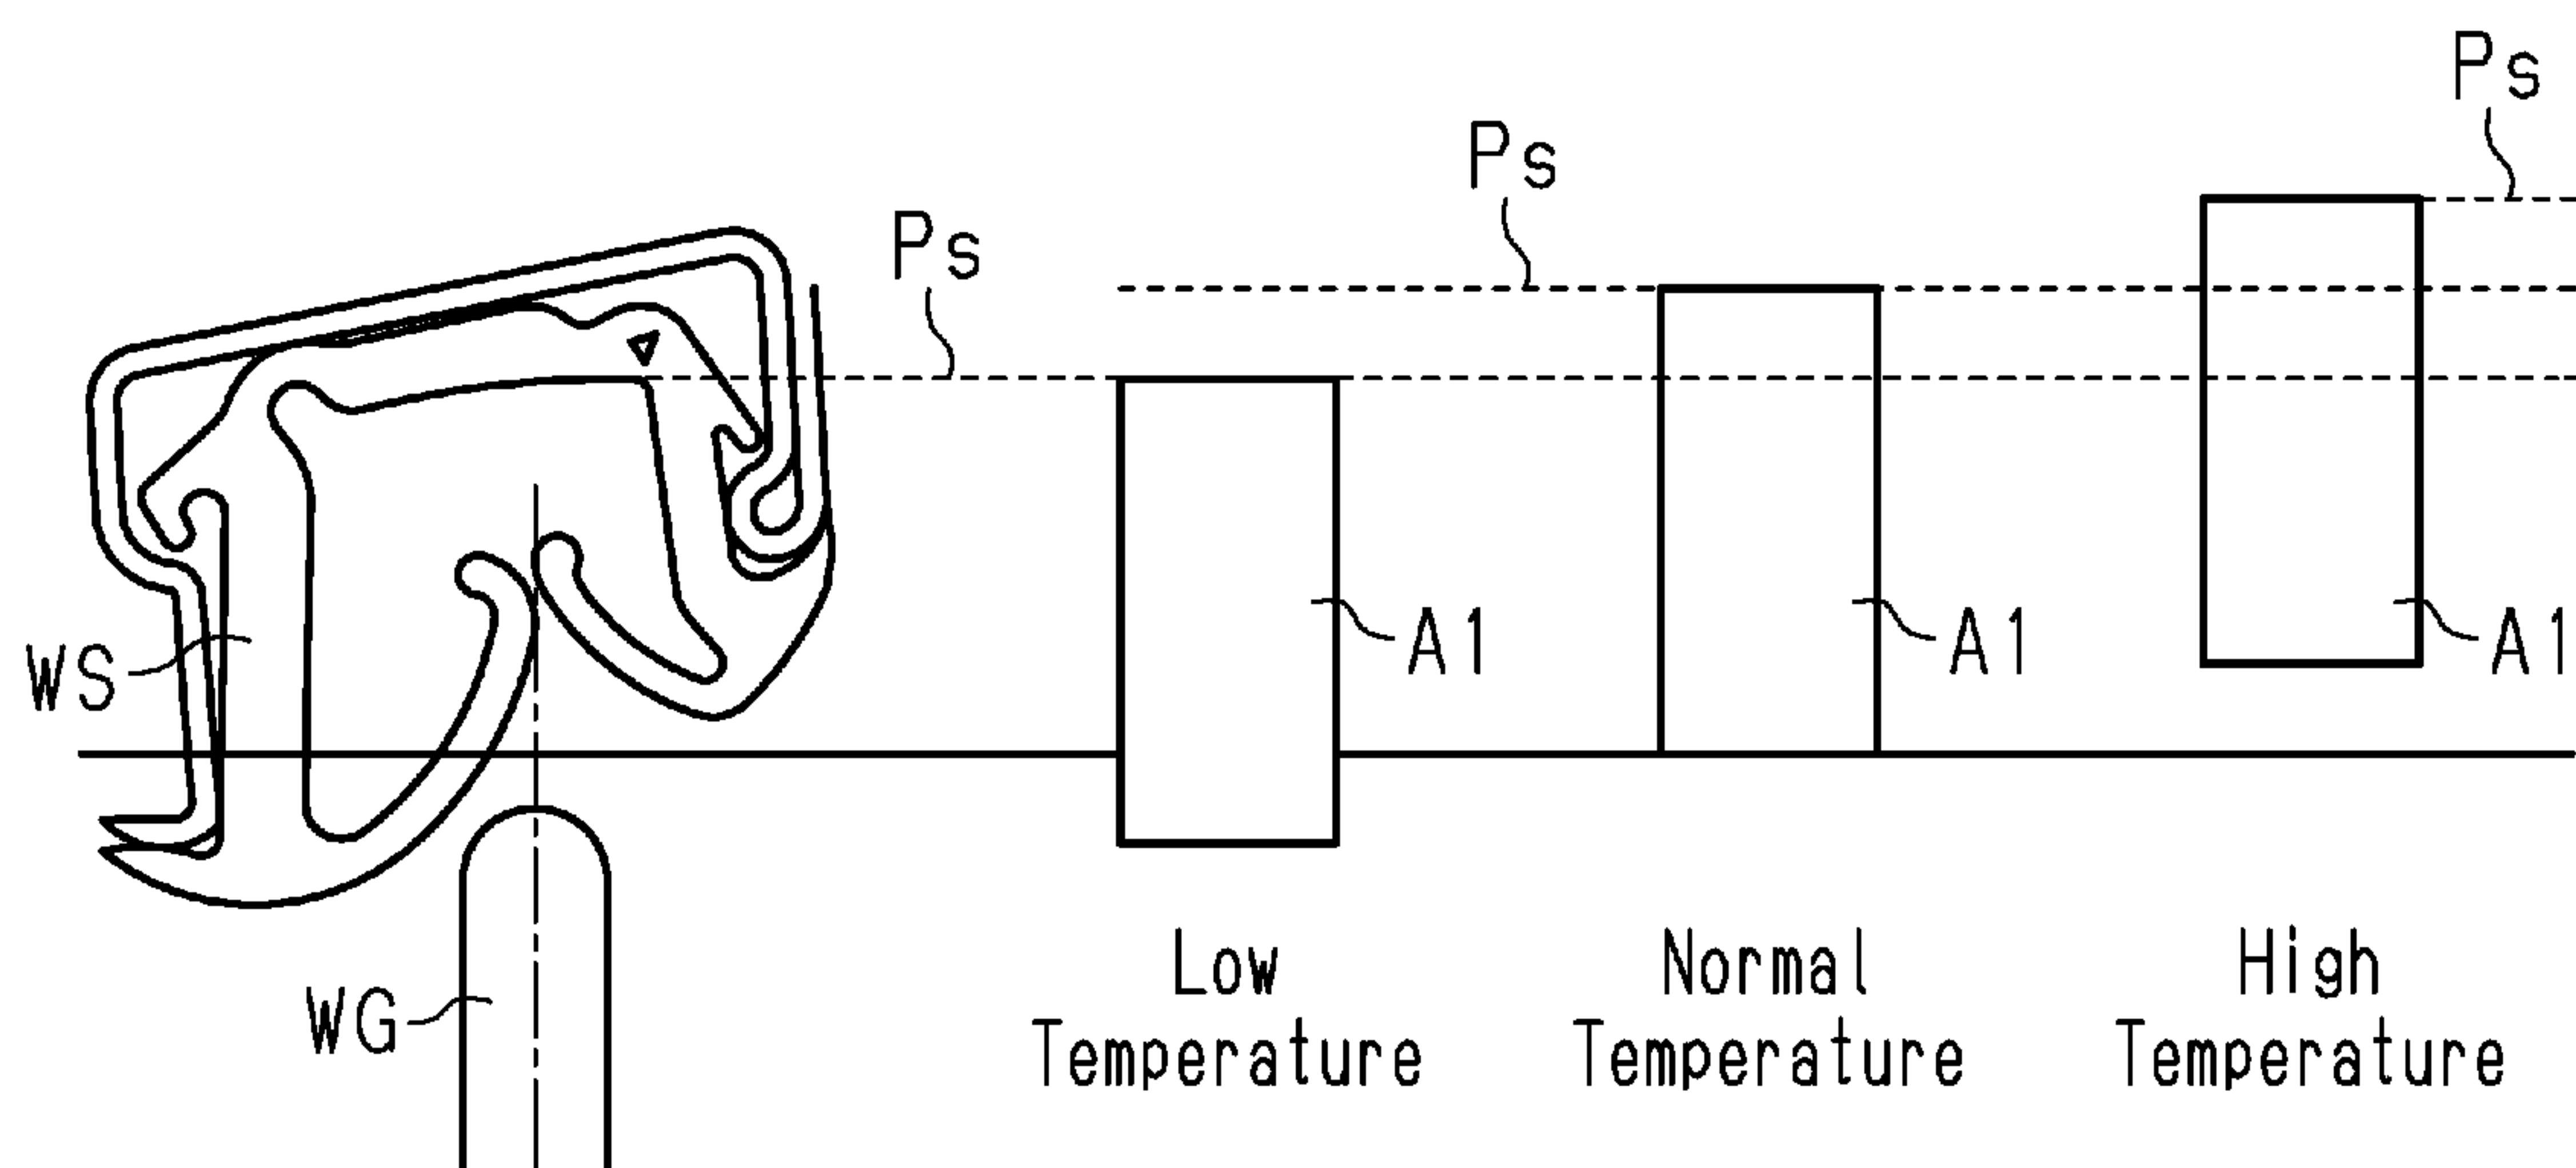 Ps
Ps
Ps
WS
A1
A1
A1
WG
Low
Temperature
Normal
Temperature
High
Temperature